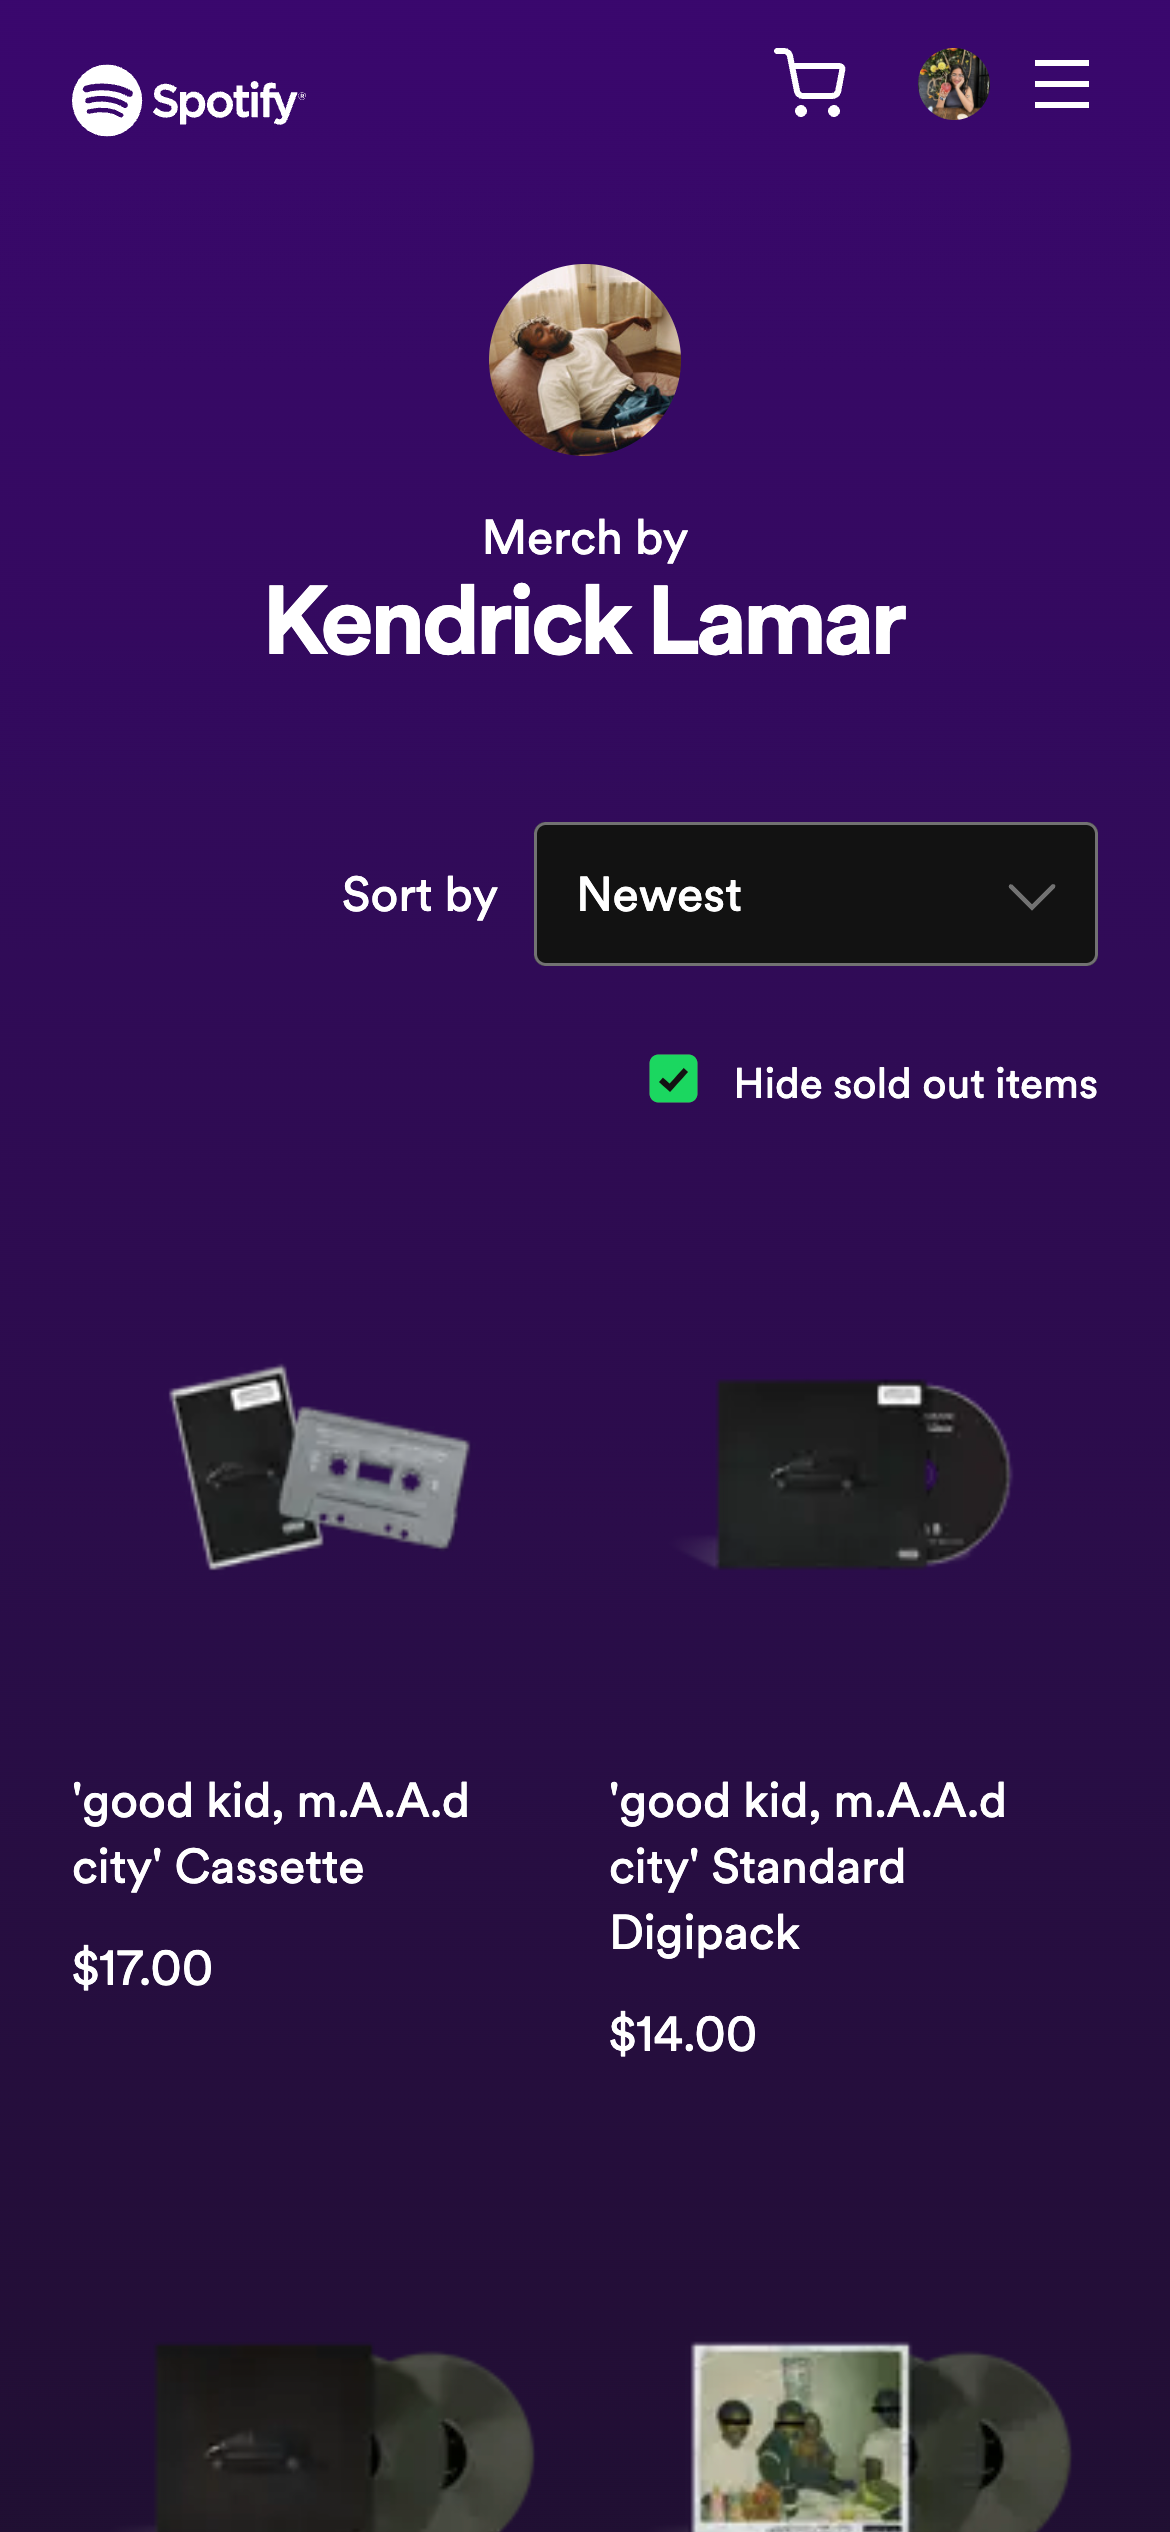 Spotify®
Merch by
Kendrick Lamar
Sort by
Newest
Hide sold out items
'good kid, m.A.A.d
city' Cassette
$17.00
'good kid, m.A.A.d
city' Standard
Digipack
$14.00